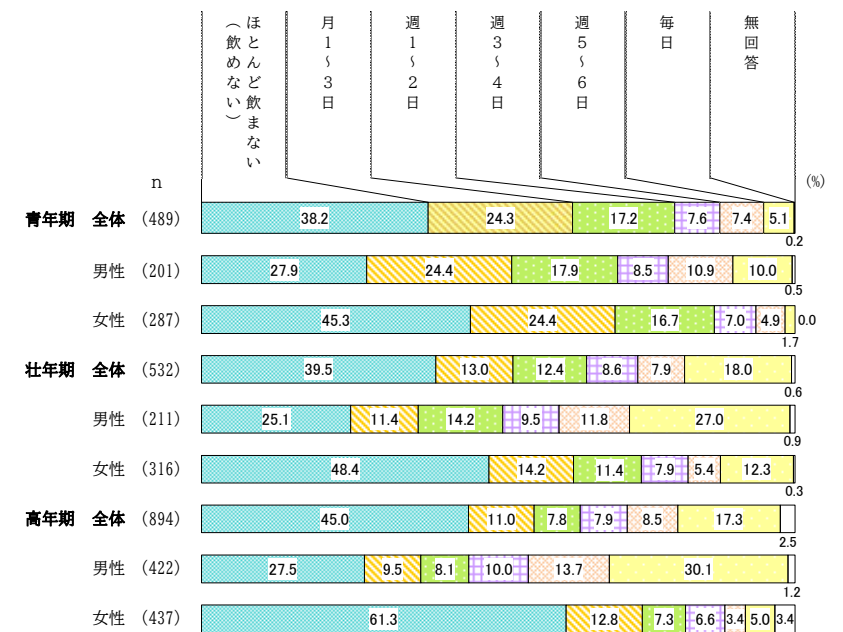 ほとんど飲まない
（飲めない）
月1～3日
週1～2日
週3～4日
週5～6日
毎日
無回答
n
(%)
青年期 全体 (489) 38.2 24.3 17.2 7.6 7.4 5.1
0.2
男性 (201) 27.9 24.4 17.9 8.5 10.9 10.0
0.5
女性 (287) 45.3 24.4 16.7 7.0 4.9 0.0
1.7
壮年期 全体 (532) 39.5 13.0 12.4 8.6 7.9 18.0
0.6
男性 (211) 25.1 11.4 14.2 9.5 11.8 27.0
0.9
女性 (316) 48.4 14.2 11.4 7.9 5.4 12.3
0.3
高年期 全体 (894) 45.0 11.0 7.8 7.9 8.5 17.3
2.5
男性 (422) 27.5 9.5 8.1 10.0 13.7 30.1
1.2
女性 (437) 61.3 12.8 7.3 6.6 3.4 5.0 3.4